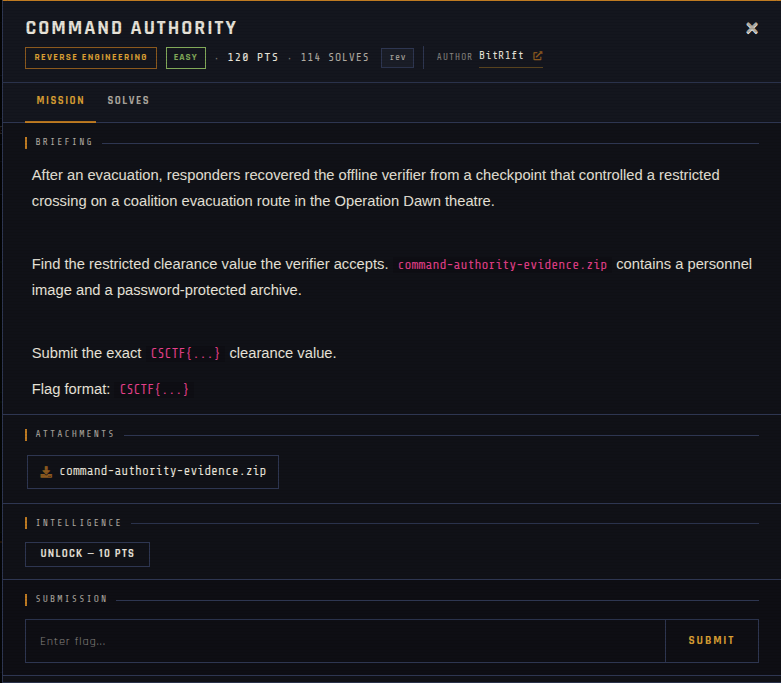 COMMAND AUTHORITY
REVERSE ENGINEERING EASY · 120 PTS · 114 SOLVES rev AUTHOR BitR1ft
MISSION SOLVES
BRIEFING
After an evacuation, responders recovered the offline verifier from a checkpoint that controlled a restricted
crossing on a coalition evacuation route in the Operation Dawn theatre.
Find the restricted clearance value the verifier accepts. command-authority-evidence.zip contains a personnel
image and a password-protected archive.
Submit the exact CSCTF{...} clearance value.
Flag format: CSCTF{...}
ATTACHMENTS
command-authority-evidence.zip
INTELLIGENCE
UNLOCK — 10 PTS
SUBMISSION
Enter flag...
SUBMIT